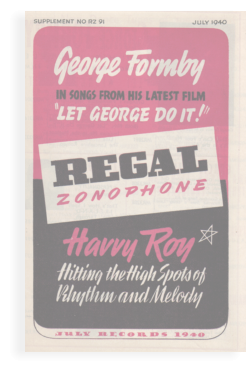 SUPPLEMENT NO RZ 91
JULY 1940
George Formby
IN SONGS FROM HIS LATEST FILM
"LET GEORGE DO IT!"
REGAL
ZONOPHONE
Harry Roy
Hitting the High Spots of
Rhythm and Melody
JULY RECORDS 1940